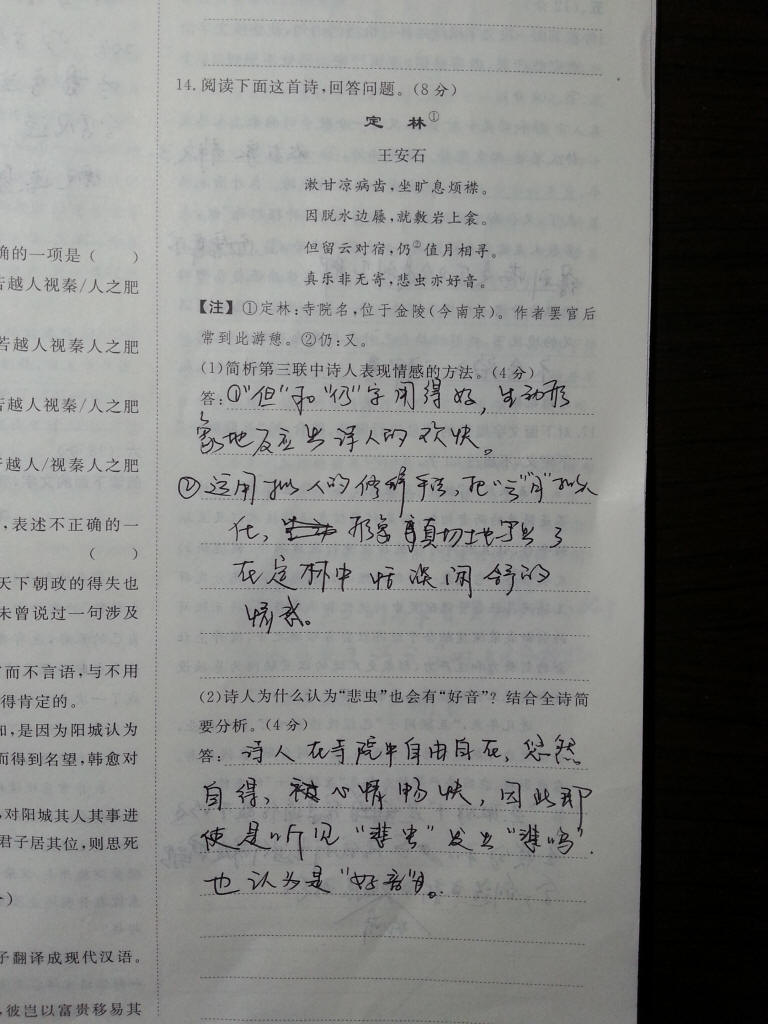 确的一项是（　　）
若越人视秦/人之肥
若越人视秦人之肥
若越人视秦/人之肥
若越人/视秦人之肥
，表述不正确的一
（　　）
天下朝政的得失也
未曾说过一句涉及
而不言语，与不用
得肯定的。
知，是因为阳城认为
而得到名望，韩愈对
对阳城其人其事进
君子居其位，则思死
子翻译成现代汉语。
，彼岂以富贵移易其
14. 阅读下面这首诗，回答问题。（8分）
定　林①
王安石
漱甘凉病齿，坐旷息烦襟。
因脱水边屦，就敷岩上衾。
但留云对宿，仍②值月相寻。
真乐非无寄，悲虫亦好音。
【注】①定林：寺院名，位于金陵（今南京）。作者罢官后
常到此游憩。②仍：又。
(1)简析第三联中诗人表现情感的方法。（4分）
答：①"但"和"仍"字用得好，生动形
象地反应出诗人的欢快。
②运用拟人的修辞手法，把"云""月"拟人
化，形象真切地写出了
在定林中恬淡闲舒的
情感。
(2)诗人为什么认为"悲虫"也会有"好音"？结合全诗简
要分析。（4分）
答：诗人在寺院中自由自在，悠然
自得，心情畅快，因此即
使是听见"悲虫"发出"悲鸣"，
也认为是"好音"。